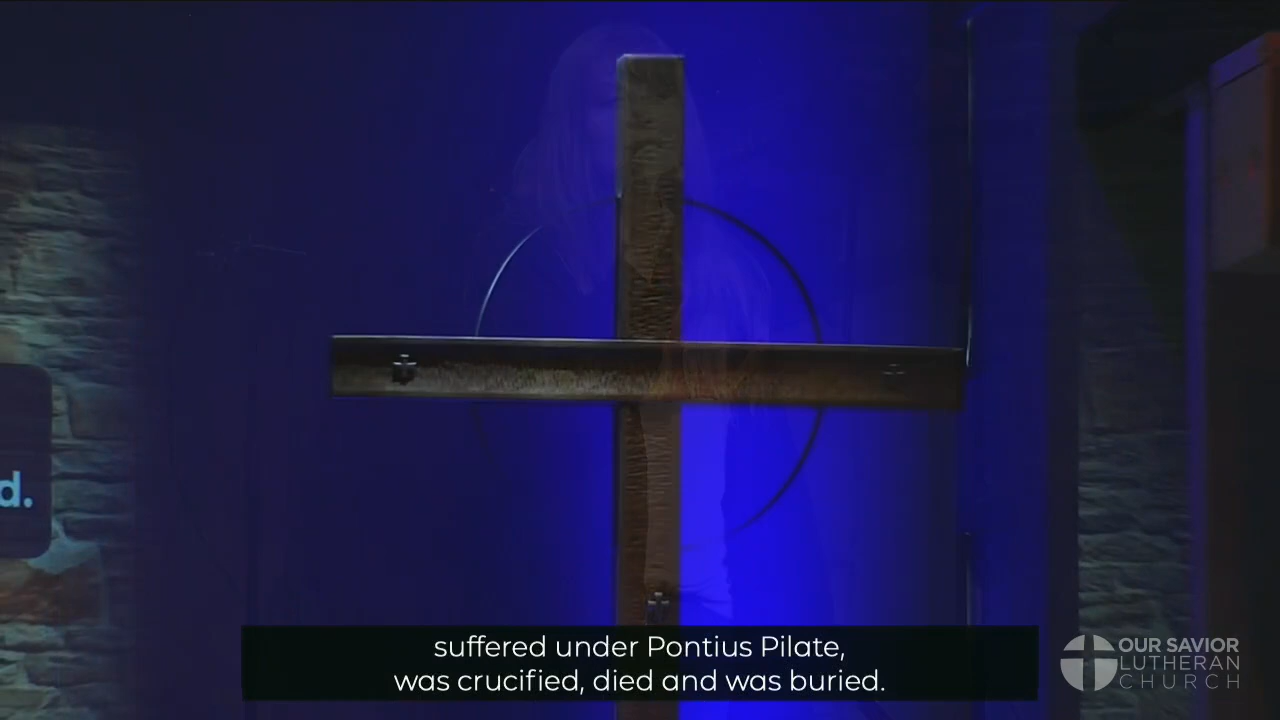 d.
suffered under Pontius Pilate,
was crucified, died and was buried.
OUR SAVIOR
LUTHERAN
CHURCH